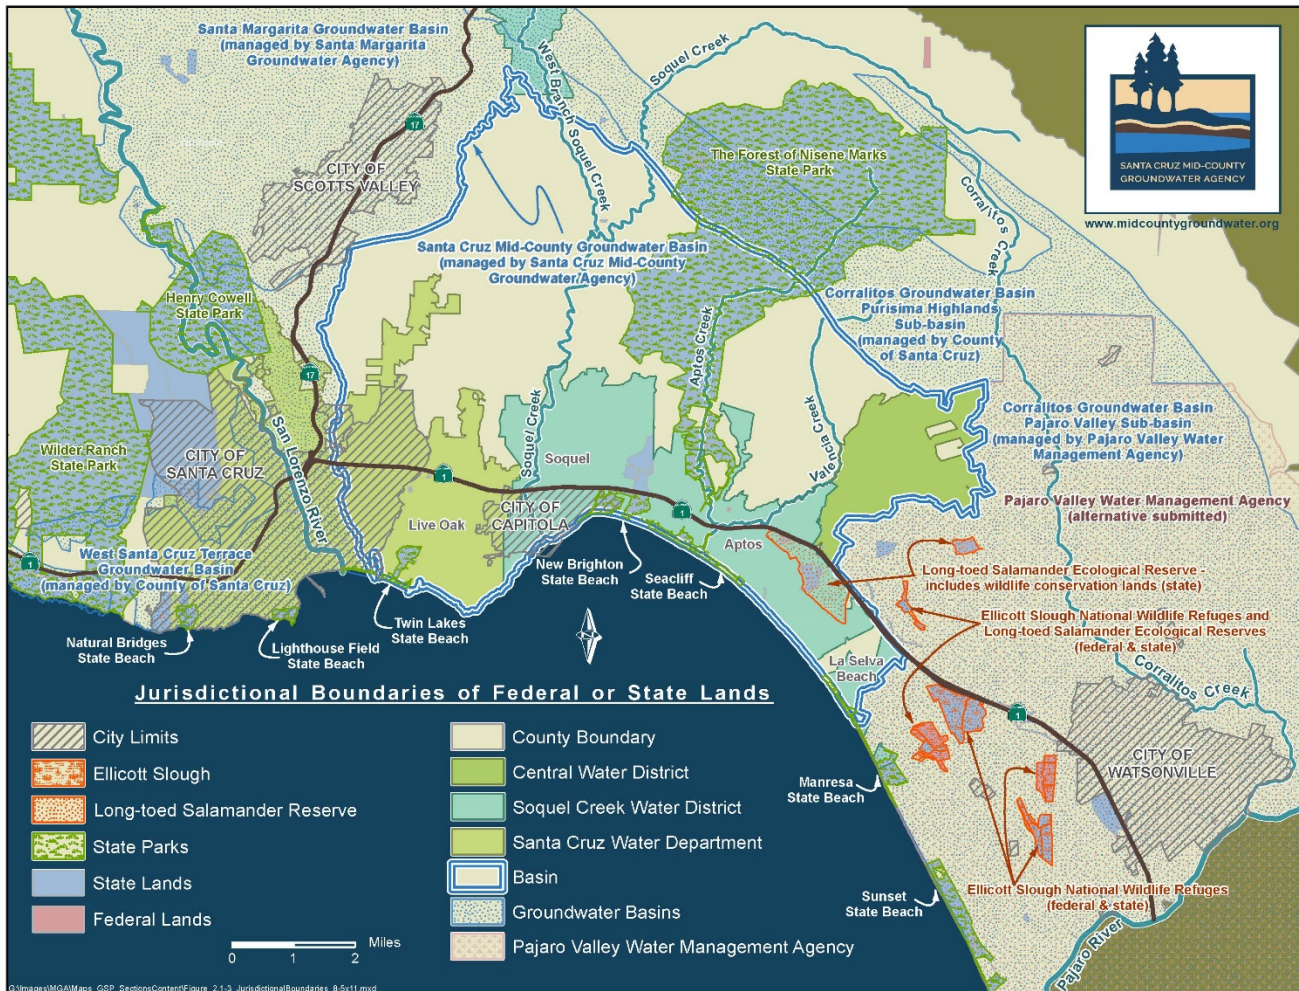 Santa Margarita Groundwater Basin
(managed by Santa Margarita
Groundwater Agency)
West Branch Soquel Creek
Soquel Creek
SANTA CRUZ MID-COUNTY
GROUNDWATER AGENCY
www.midcountygroundwater.org
17
CITY OF
SCOTTS VALLEY
The Forest of Nisene Marks
State Park
Corralitos Creek
Santa Cruz Mid-County Groundwater Basin
(managed by Santa Cruz Mid-County
Groundwater Agency)
Henry Cowell
State Park
Corralitos Groundwater Basin
Purisima Highlands
Sub-basin
(managed by County
of Santa Cruz)
Aptos Creek
17
Soquel Creek
Valencia Creek
Corralitos Groundwater Basin
Pajaro Valley Sub-basin
(managed by Pajaro Valley Water
Management Agency)
Wilder Ranch
State Park
CITY OF
SANTA CRUZ
San Lorenzo River
Soquel
1
Pajaro Valley Water Management Agency
(alternative submitted)
Live Oak
CITY OF
CAPITOLA
1
Aptos
West Santa Cruz Terrace
Groundwater Basin
(managed by County of Santa Cruz)
1
New Brighton
State Beach
Seacliff
State Beach
Long-toed Salamander Ecological Reserve -
includes wildlife conservation lands (state)
Ellicott Slough National Wildlife Refuges and
Long-toed Salamander Ecological Reserves
(federal & state)
Natural Bridges
State Beach
Lighthouse Field
State Beach
Twin Lakes
State Beach
La Selva
Beach
Corralitos Creek
1
CITY OF
WATSONVILLE
Manresa
State Beach
Sunset
State Beach
Ellicott Slough National Wildlife Refuges
(federal & state)
Pajaro River
Jurisdictional Boundaries of Federal or State Lands
City Limits
Ellicott Slough
Long-toed Salamander Reserve
State Parks
State Lands
Federal Lands
County Boundary
Central Water District
Soquel Creek Water District
Santa Cruz Water Department
Basin
Groundwater Basins
Pajaro Valley Water Management Agency
Miles
0 1 2
G:\Images\MGA\Maps_GSP_SectionsContent\Figure_2.1-3_JurisdictionalBoundaries_8-5x11.mxd